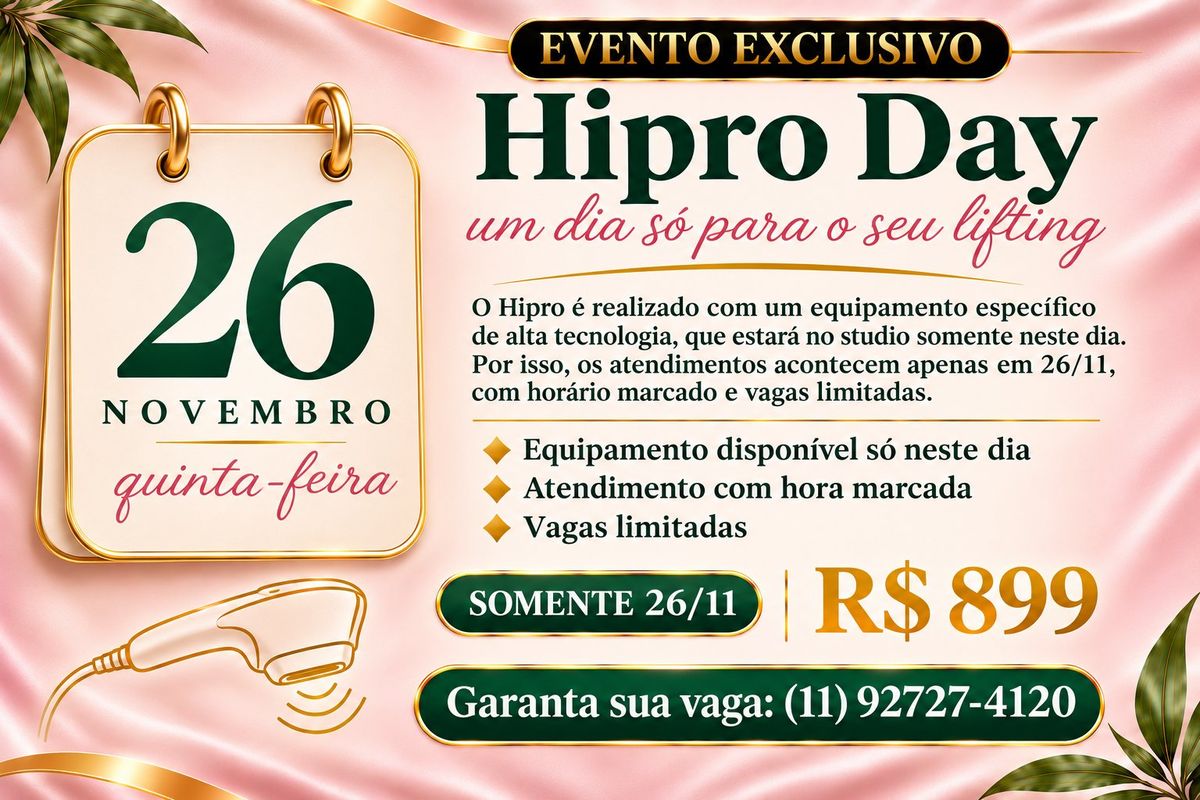 EVENTO EXCLUSIVO
Hipro Day
um dia só para o seu lifting
26
NOVEMBRO
quinta-feira
O Hipro é realizado com um equipamento específico
de alta tecnologia, que estará no studio somente neste dia.
Por isso, os atendimentos acontecem apenas em 26/11,
com horário marcado e vagas limitadas.
Equipamento disponível só neste dia
Atendimento com hora marcada
Vagas limitadas
SOMENTE 26/11
R$ 899
Garanta sua vaga: (11) 92727-4120